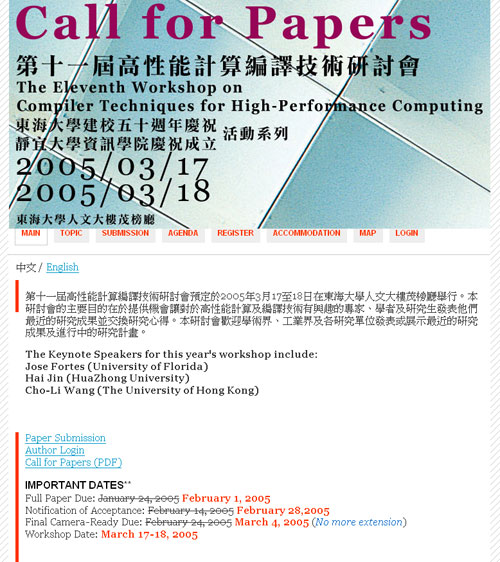 Call for Papers
第十一屆高性能計算編譯技術研討會
The Eleventh Workshop on
Compiler Techniques for High-Performance Computing
東海大學建校五十週年慶祝
靜宜大學資訊學院慶祝成立 活動系列
2005/03/17
2005/03/18
東海大學人文大樓茂榜廳
MAIN TOPIC SUBMISSION AGENDA REGISTER ACCOMMODATION MAP LOGIN
中文 / English
第十一屆高性能計算編譯技術研討會預定於2005年3月17至18日在東海大學人文大樓茂榜廳舉行。本
研討會的主要目的在於提供機會讓對於高性能計算及編譯技術有興趣的專家、學者及研究生發表他們
最近的研究成果並交換研究心得。本研討會歡迎學術界、工業界及各研究單位發表或展示最近的研究
成果及進行中的研究計畫。
The Keynote Speakers for this year's workshop include:
Jose Fortes (University of Florida)
Hai Jin (HuaZhong University)
Cho-Li Wang (The University of Hong Kong)
Paper Submission
Author Login
Call for Papers (PDF)
IMPORTANT DATES**
Full Paper Due: January 24, 2005 February 1, 2005
Notification of Acceptance: February 14, 2005 February 28,2005
Final Camera-Ready Due: February 24, 2005 March 4, 2005 (No more extension)
Workshop Date: March 17-18, 2005